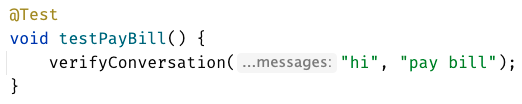 @Test
void testPayBill() {
    verifyConversation( ...messages: "hi", "pay bill");
}